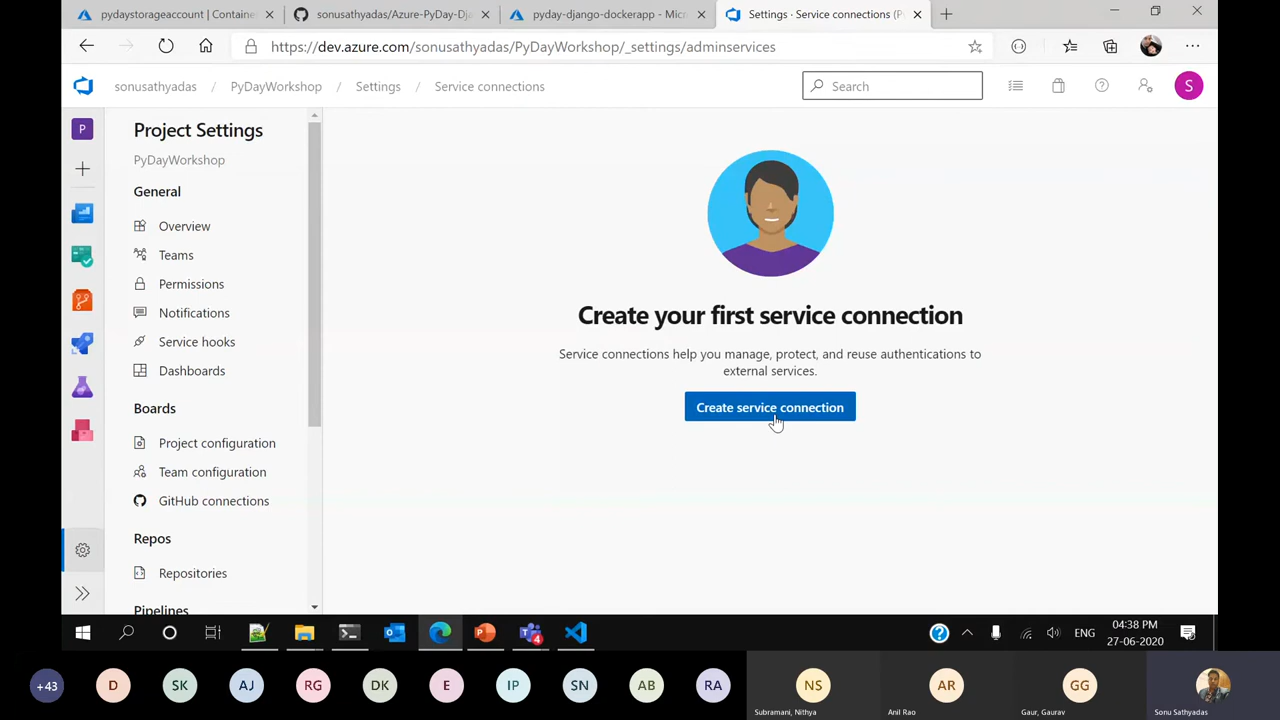 pydaystorageaccount | Container
sonusathyadas/Azure-PyDay-Dja
pyday-django-dockerapp - Micro
Settings · Service connections (P
https://dev.azure.com/sonusathyadas/PyDayWorkshop/_settings/adminservices
sonusathyadas / PyDayWorkshop / Settings / Service connections
Search
S
P
Project Settings
PyDayWorkshop
General
Overview
Teams
Permissions
Notifications
Service hooks
Dashboards
Boards
Project configuration
Team configuration
GitHub connections
Repos
Repositories
Pipelines
Create your first service connection
Service connections help you manage, protect, and reuse authentications to
external services.
Create service connection
4
ENG
04:38 PM
27-06-2020
+43
D
SK
AJ
RG
DK
E
IP
SN
AB
RA
NS
Subramani, Nithya
AR
Anil Rao
GG
Gaur, Gaurav
Sonu Sathyadas